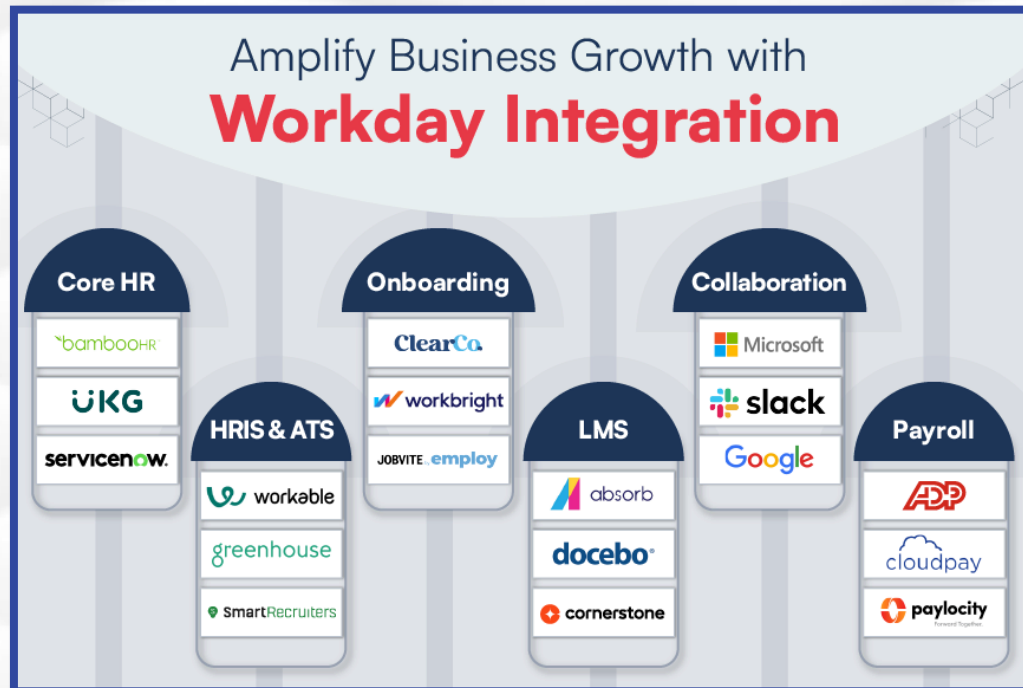 Amplify Business Growth with
Workday Integration
Core HR
bambooHR
UKG
servicenow.
HRIS & ATS
workable
greenhouse
SmartRecruiters
Onboarding
ClearCo.
workbright
JOBVITE by employ
LMS
absorb
docebo
cornerstone
Collaboration
Microsoft
slack
Google
Payroll
ADP
cloudpay
paylocity
Forward Together.